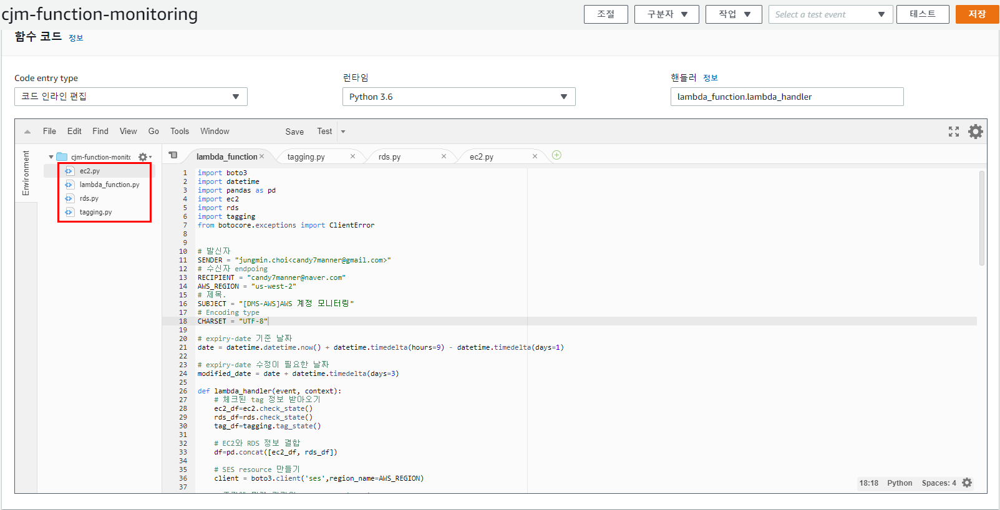 cjm-function-monitoring
조절 구분자 작업 Select a test event 테스트 저장
함수 코드 정보
Code entry type 런타임 핸들러 정보
코드 인라인 편집 Python 3.6 lambda_function.lambda_handler
File Edit Find View Go Tools Window Save Test
Environment
cjm-function-monitc
ec2.py
lambda_function.py
rds.py
tagging.py
lambda_function × tagging.py × rds.py × ec2.py ×
1 import boto3
2 import datetime
3 import pandas as pd
4 import ec2
5 import rds
6 import tagging
7 from botocore.exceptions import ClientError
8
9
10 # 발신자
11 SENDER = "jungmin.choi<candy7manner@gmail.com>"
12 # 수신자 endpoing
13 RECIPIENT = "candy7manner@naver.com"
14 AWS_REGION = "us-west-2"
15 # 제목.
16 SUBJECT = "[DMS-AWS]AWS 계정 모니터링"
17 # Encoding type
18 CHARSET = "UTF-8"
19
20 # expiry-date 기준 날짜
21 date = datetime.datetime.now() + datetime.timedelta(hours=9) - datetime.timedelta(days=1)
22
23 # expiry-date 수정이 필요한 날짜
24 modified_date = date + datetime.timedelta(days=3)
25
26 def lambda_handler(event, context):
27 # 체크된 tag 정보 받아오기
28 ec2_df=ec2.check_state()
29 rds_df=rds.check_state()
30 tag_df=tagging.tag_state()
31
32 # EC2와 RDS 정보 결합
33 df=pd.concat([ec2_df, rds_df])
34
35 # SES resource 만들기
36 client = boto3.client('ses',region_name=AWS_REGION)
37
18:18 Python Spaces: 4